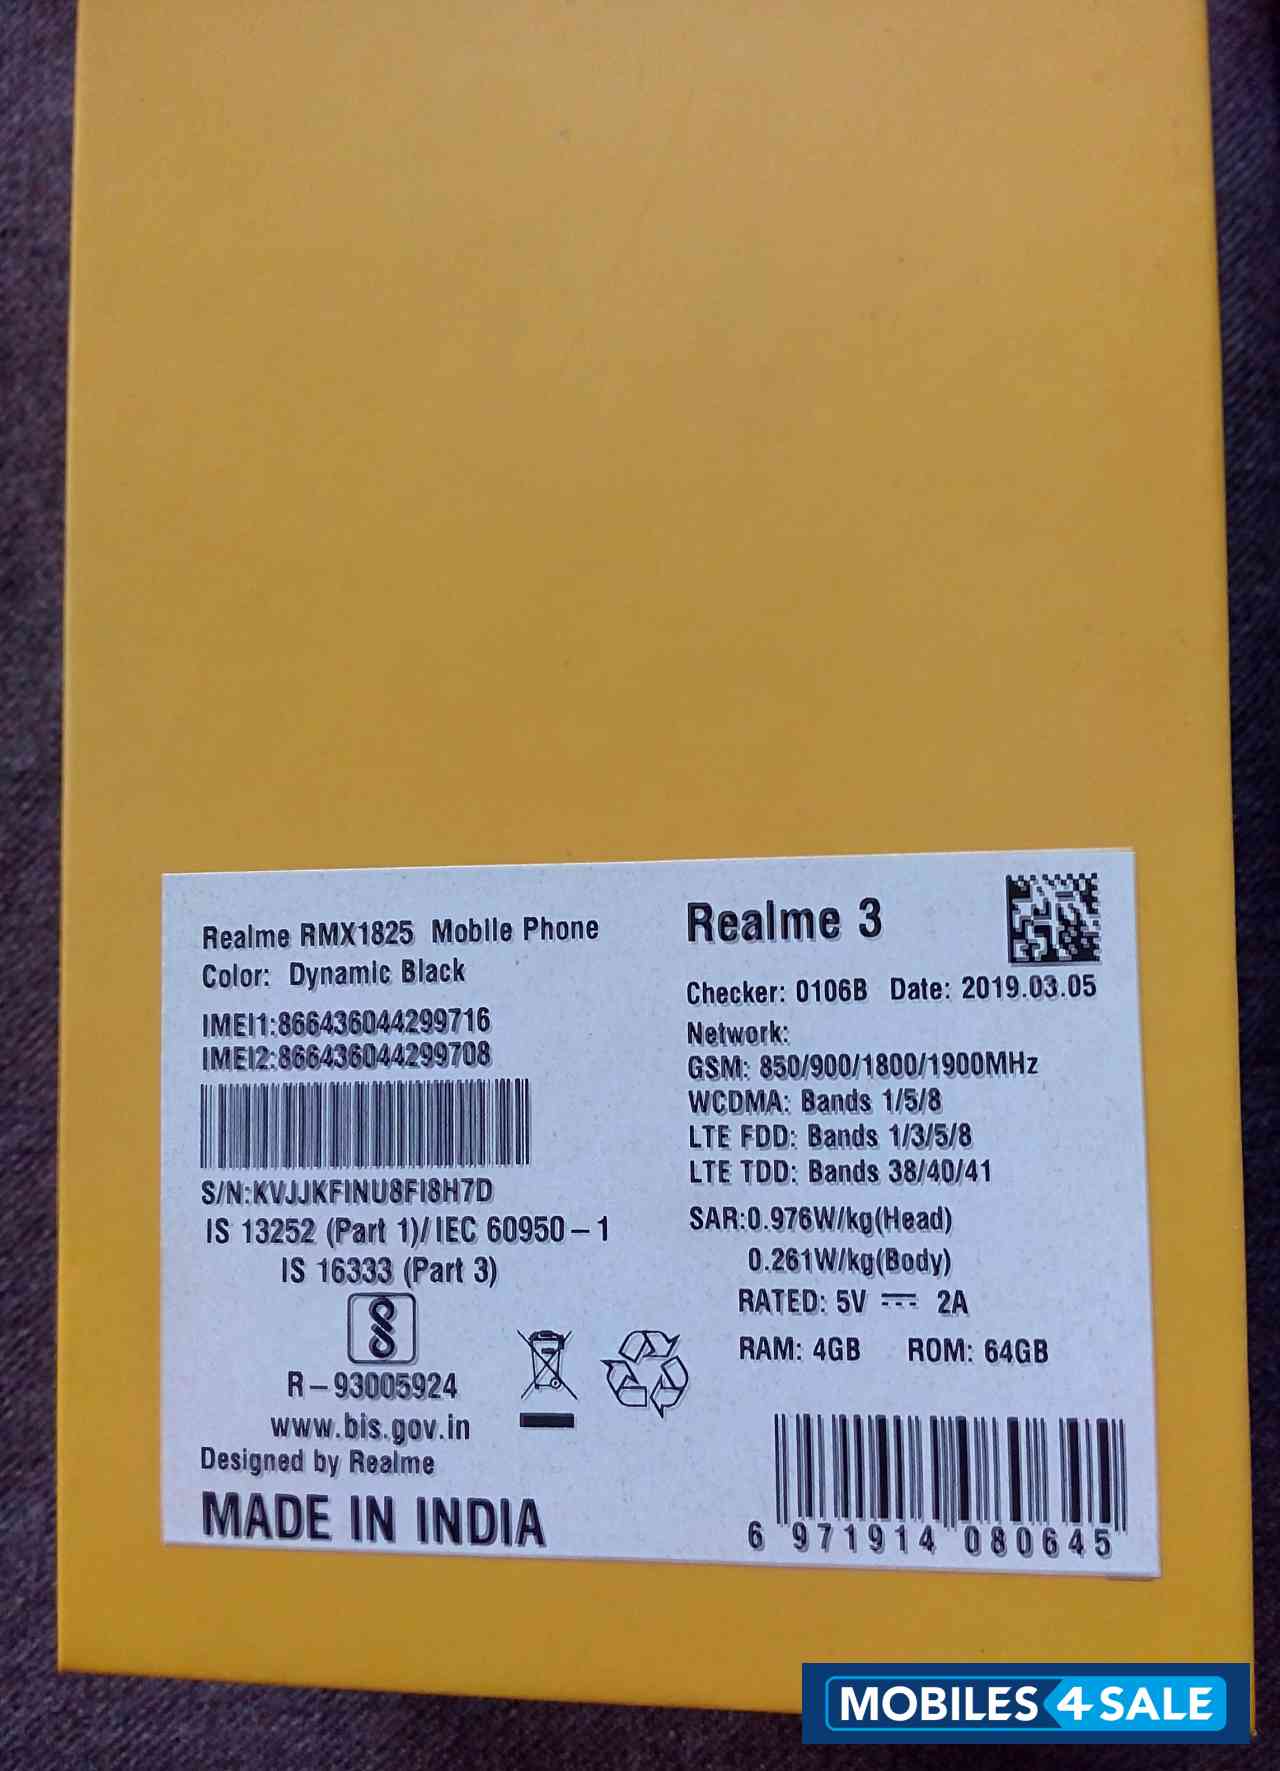 Realme RMX1825 Mobile Phone
Color: Dynamic Black
IMEI1:866436044299716
IMEI2:866436044299708
S/N:KVJJKFINU8FI8H7D
IS 13252 (Part 1)/IEC 60950-1
IS 16333 (Part 3)
R-93005924
www.bis.gov.in
Designed by Realme
MADE IN INDIA
Realme 3
Checker: 0106B Date: 2019.03.05
Network:
GSM: 850/900/1800/1900MHz
WCDMA: Bands 1/5/8
LTE FDD: Bands 1/3/5/8
LTE TDD: Bands 38/40/41
SAR:0.976W/kg(Head)
0.261W/kg(Body)
RATED: 5V ⎓ 2A
RAM: 4GB ROM: 64GB
6 971914 080645
MOBILES4SALE